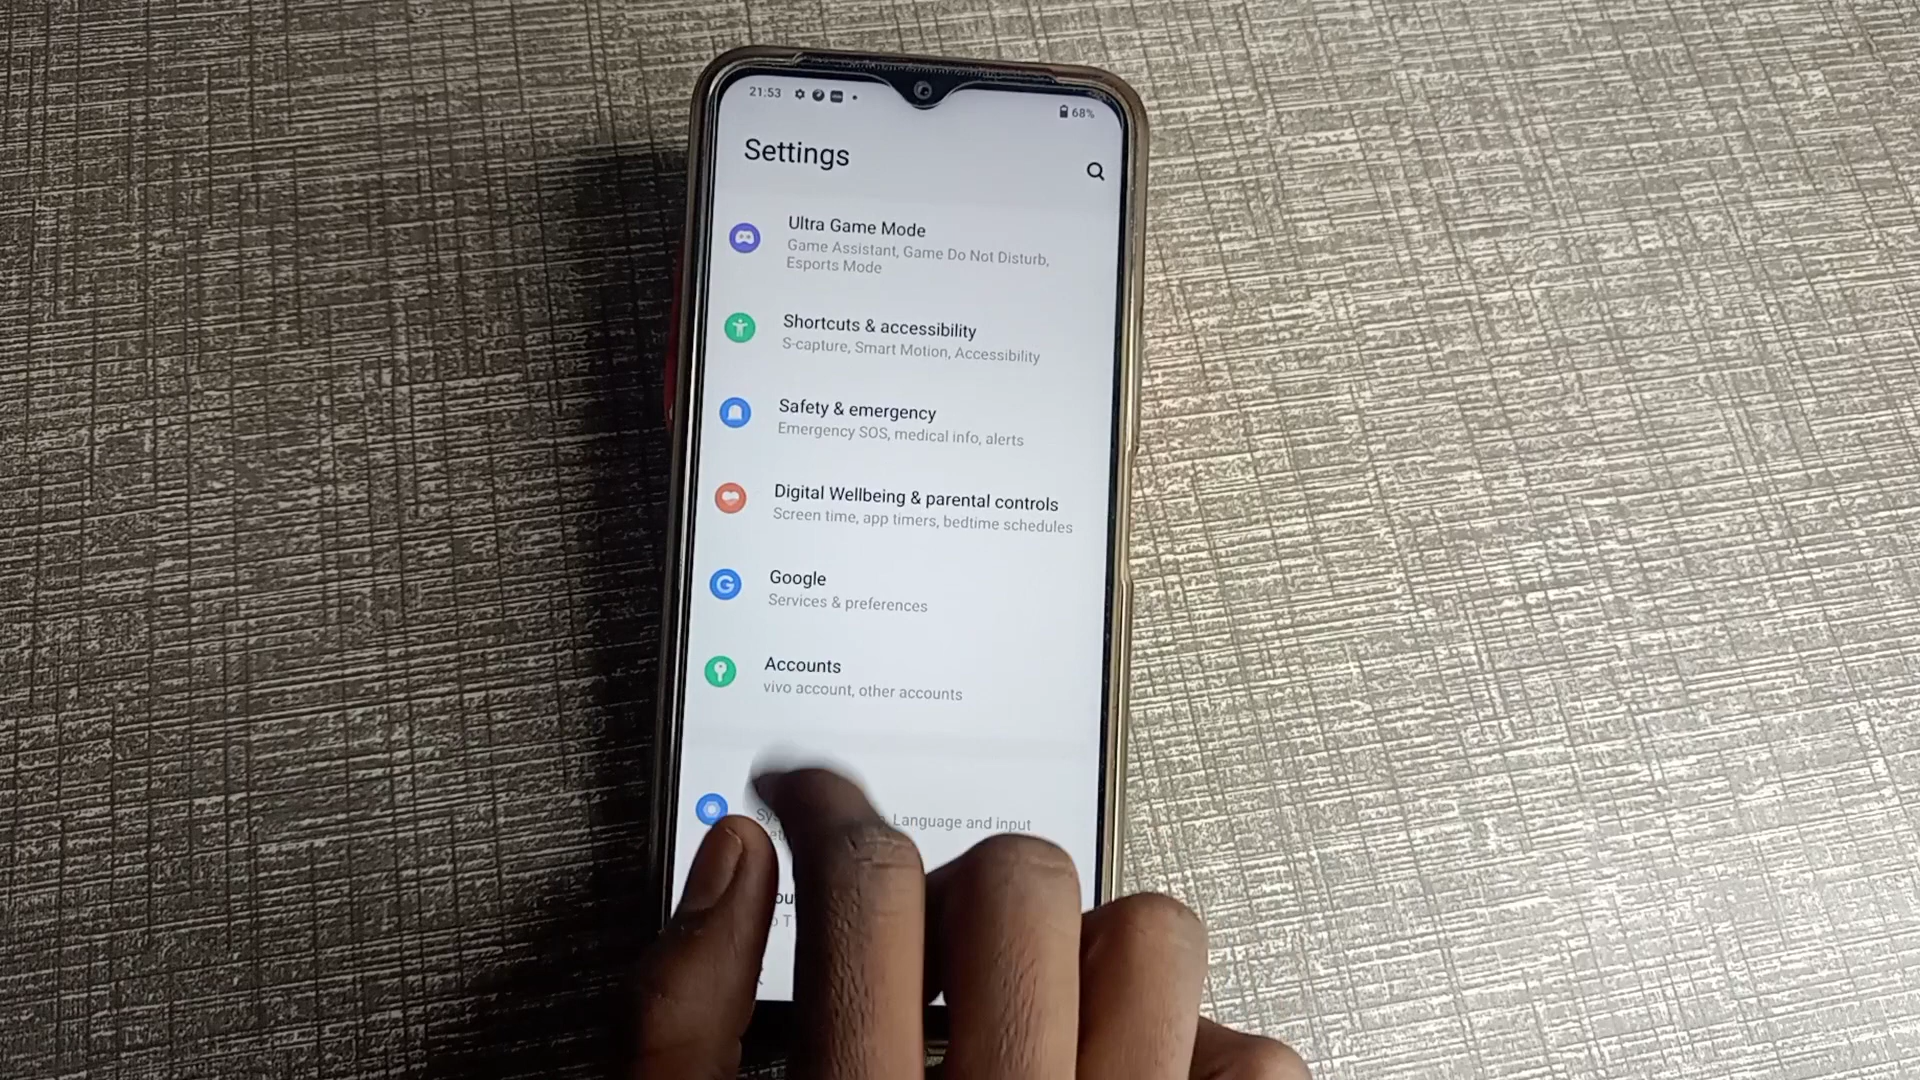 21:53
68%
Settings
Ultra Game Mode
Game Assistant, Game Do Not Disturb,
Esports Mode
Shortcuts & accessibility
S-capture, Smart Motion, Accessibility
Safety & emergency
Emergency SOS, medical info, alerts
Digital Wellbeing & parental controls
Screen time, app timers, bedtime schedules
Google
Services & preferences
Accounts
vivo account, other accounts
Language and input